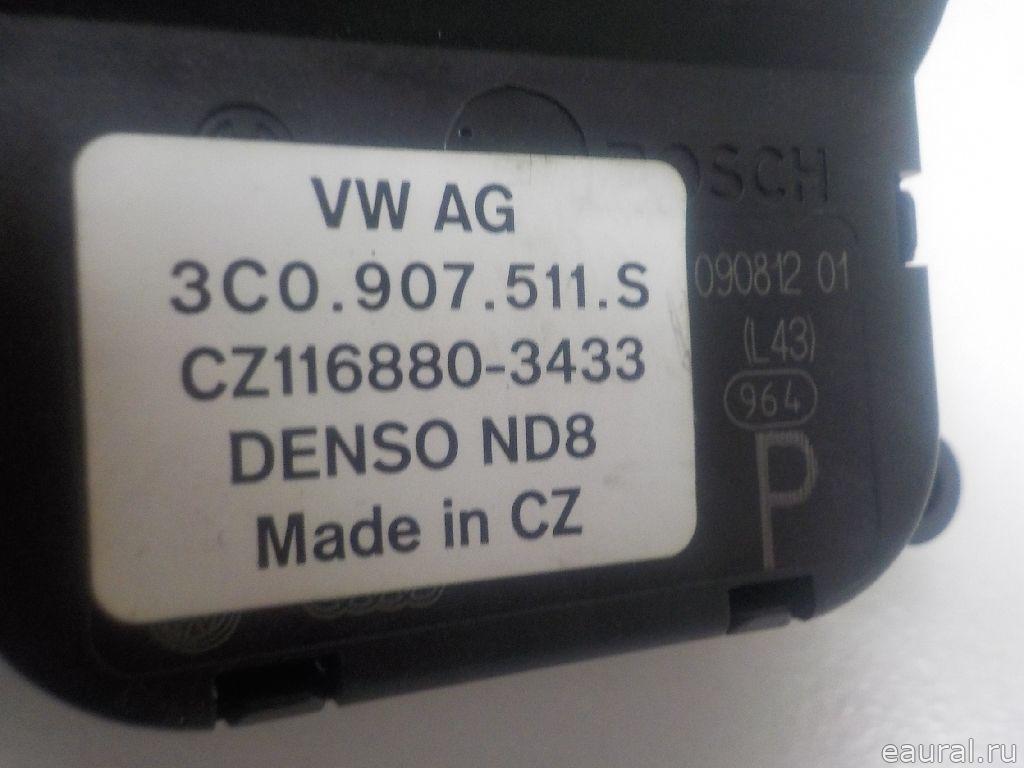 BOSCH
VW AG
3C0.907.511.S
CZ116880-3433
DENSO ND8
Made in CZ
090812 01
(L43)
964
P
eaural.ru